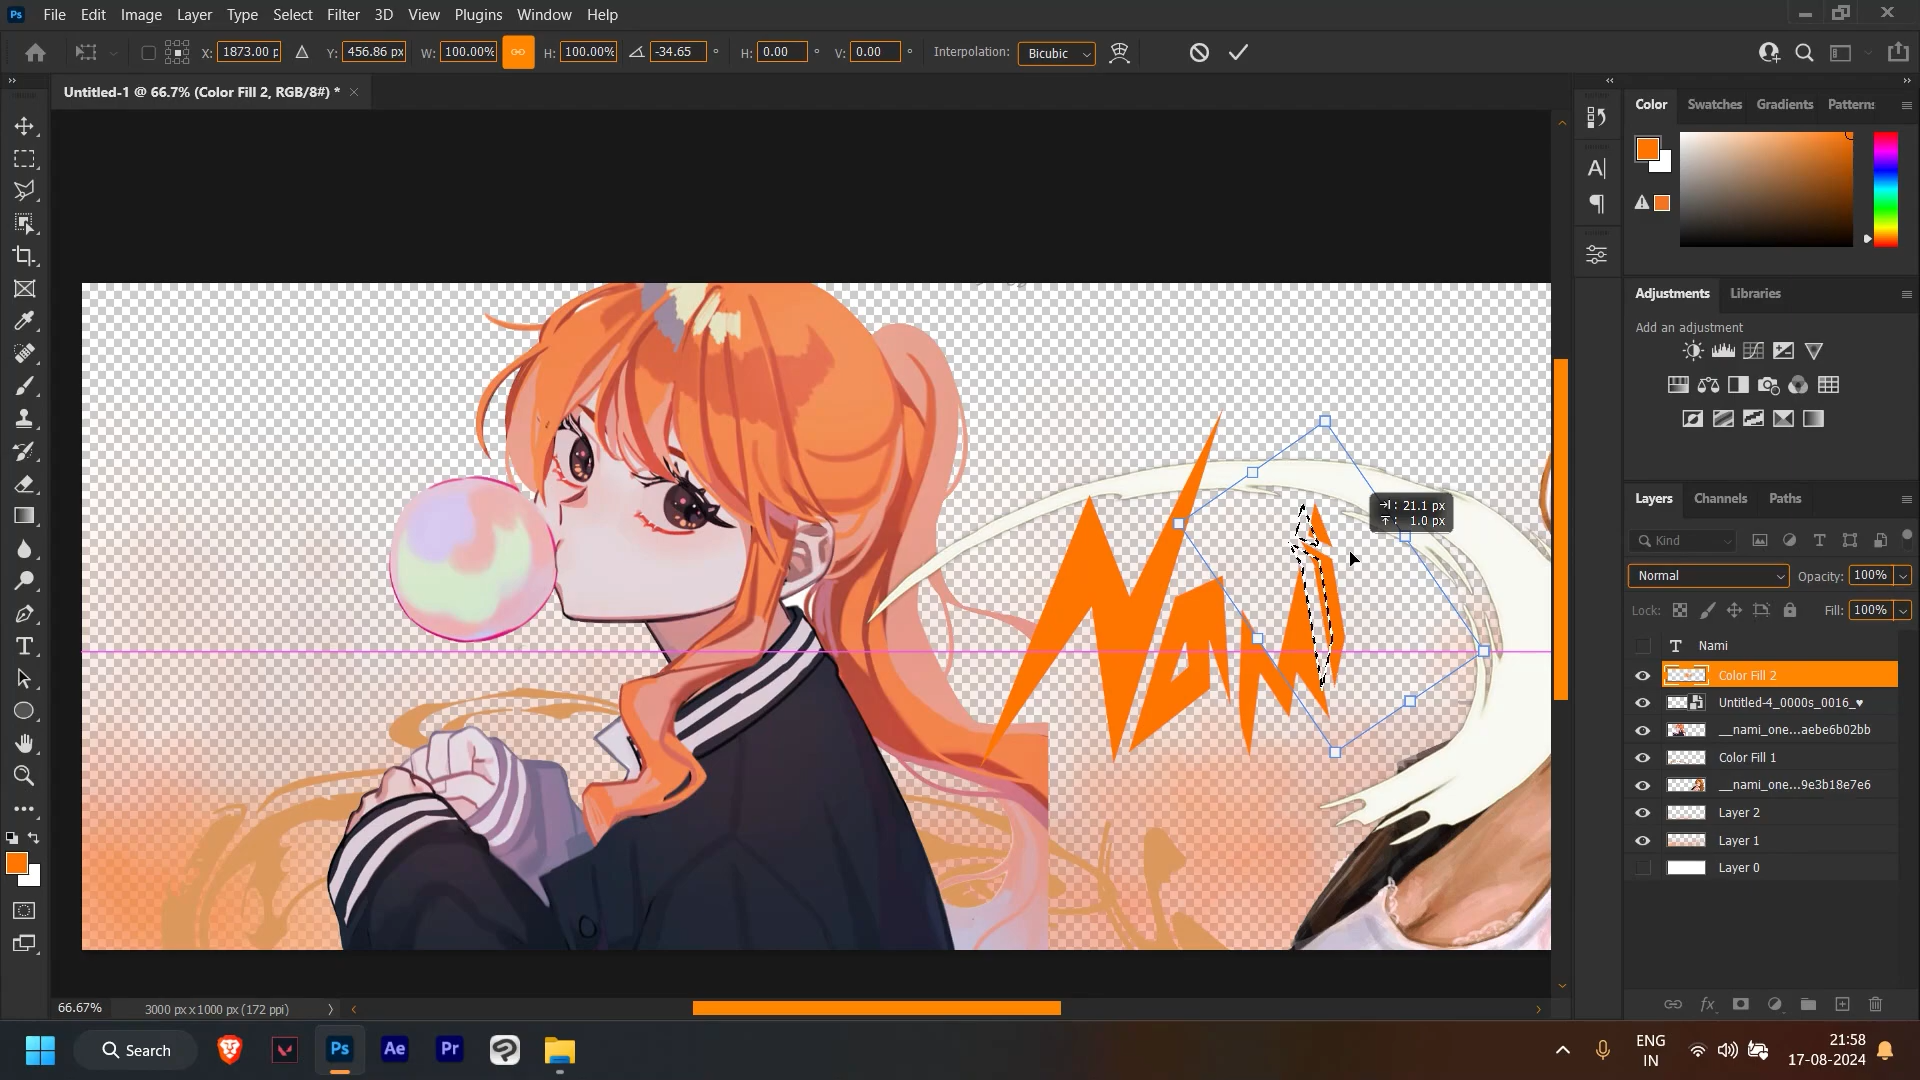 Ps File Edit Image Layer Type Select Filter 3D View Plugins Window Help
X: 1873.00 p Y: 456.86 px W: 100.00% H: 100.00% -34.65 ° H: 0.00 ° V: 0.00 ° Interpolation: Bicubic
Untitled-1 @ 66.7% (Color Fill 2, RGB/8#) * ×
Color Swatches Gradients Patterns
Adjustments Libraries
Add an adjustment
Layers Channels Paths
Kind
Normal Opacity: 100%
Lock: Fill: 100%
T Nami
Color Fill 2
Untitled-4_0000s_0016_♥
__nami_one...aebe6b02bb
Color Fill 1
__nami_one...9e3b18e7e6
Layer 2
Layer 1
Layer 0
fx
: 21.1 px
: 1.0 px
NAMi
66.67% 3000 px x 1000 px (172 ppi)
Search Ps Ae Pr
ENG
IN
21:58
17-08-2024